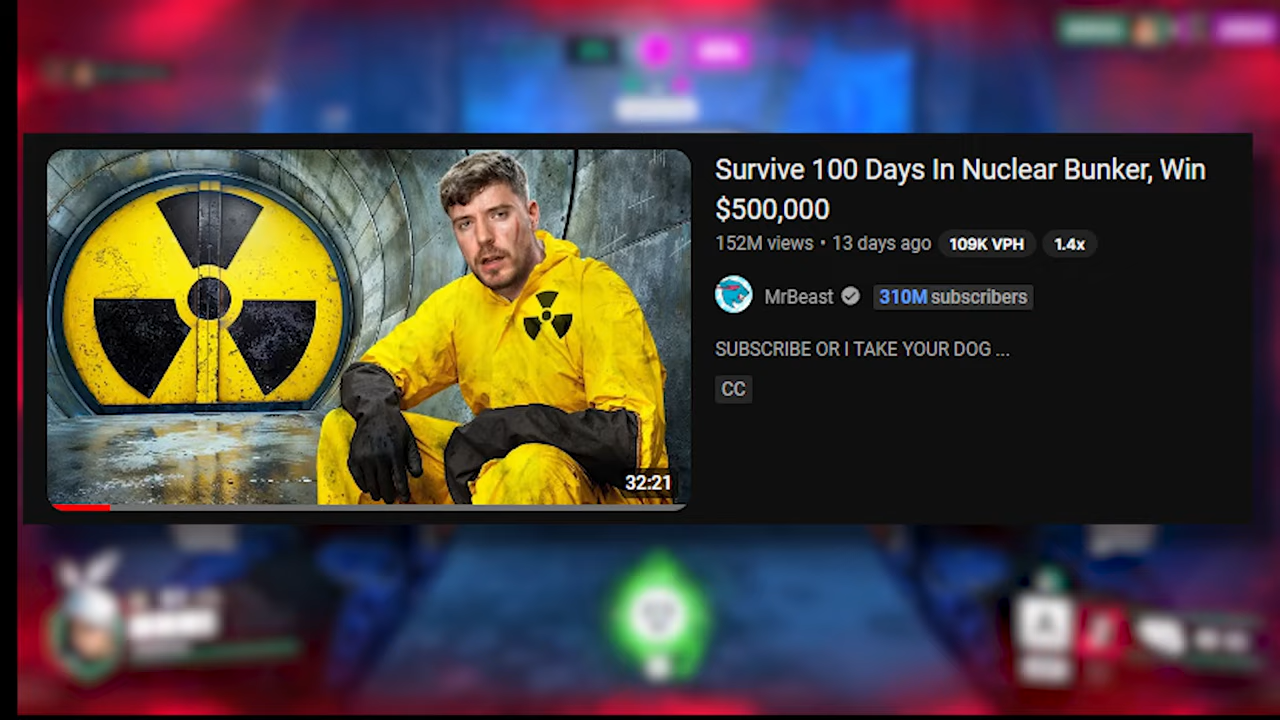 Survive 100 Days In Nuclear Bunker, Win
$500,000
152M views • 13 days ago 109K VPH 1.4x
MrBeast 310M subscribers
SUBSCRIBE OR I TAKE YOUR DOG ...
CC
32:21